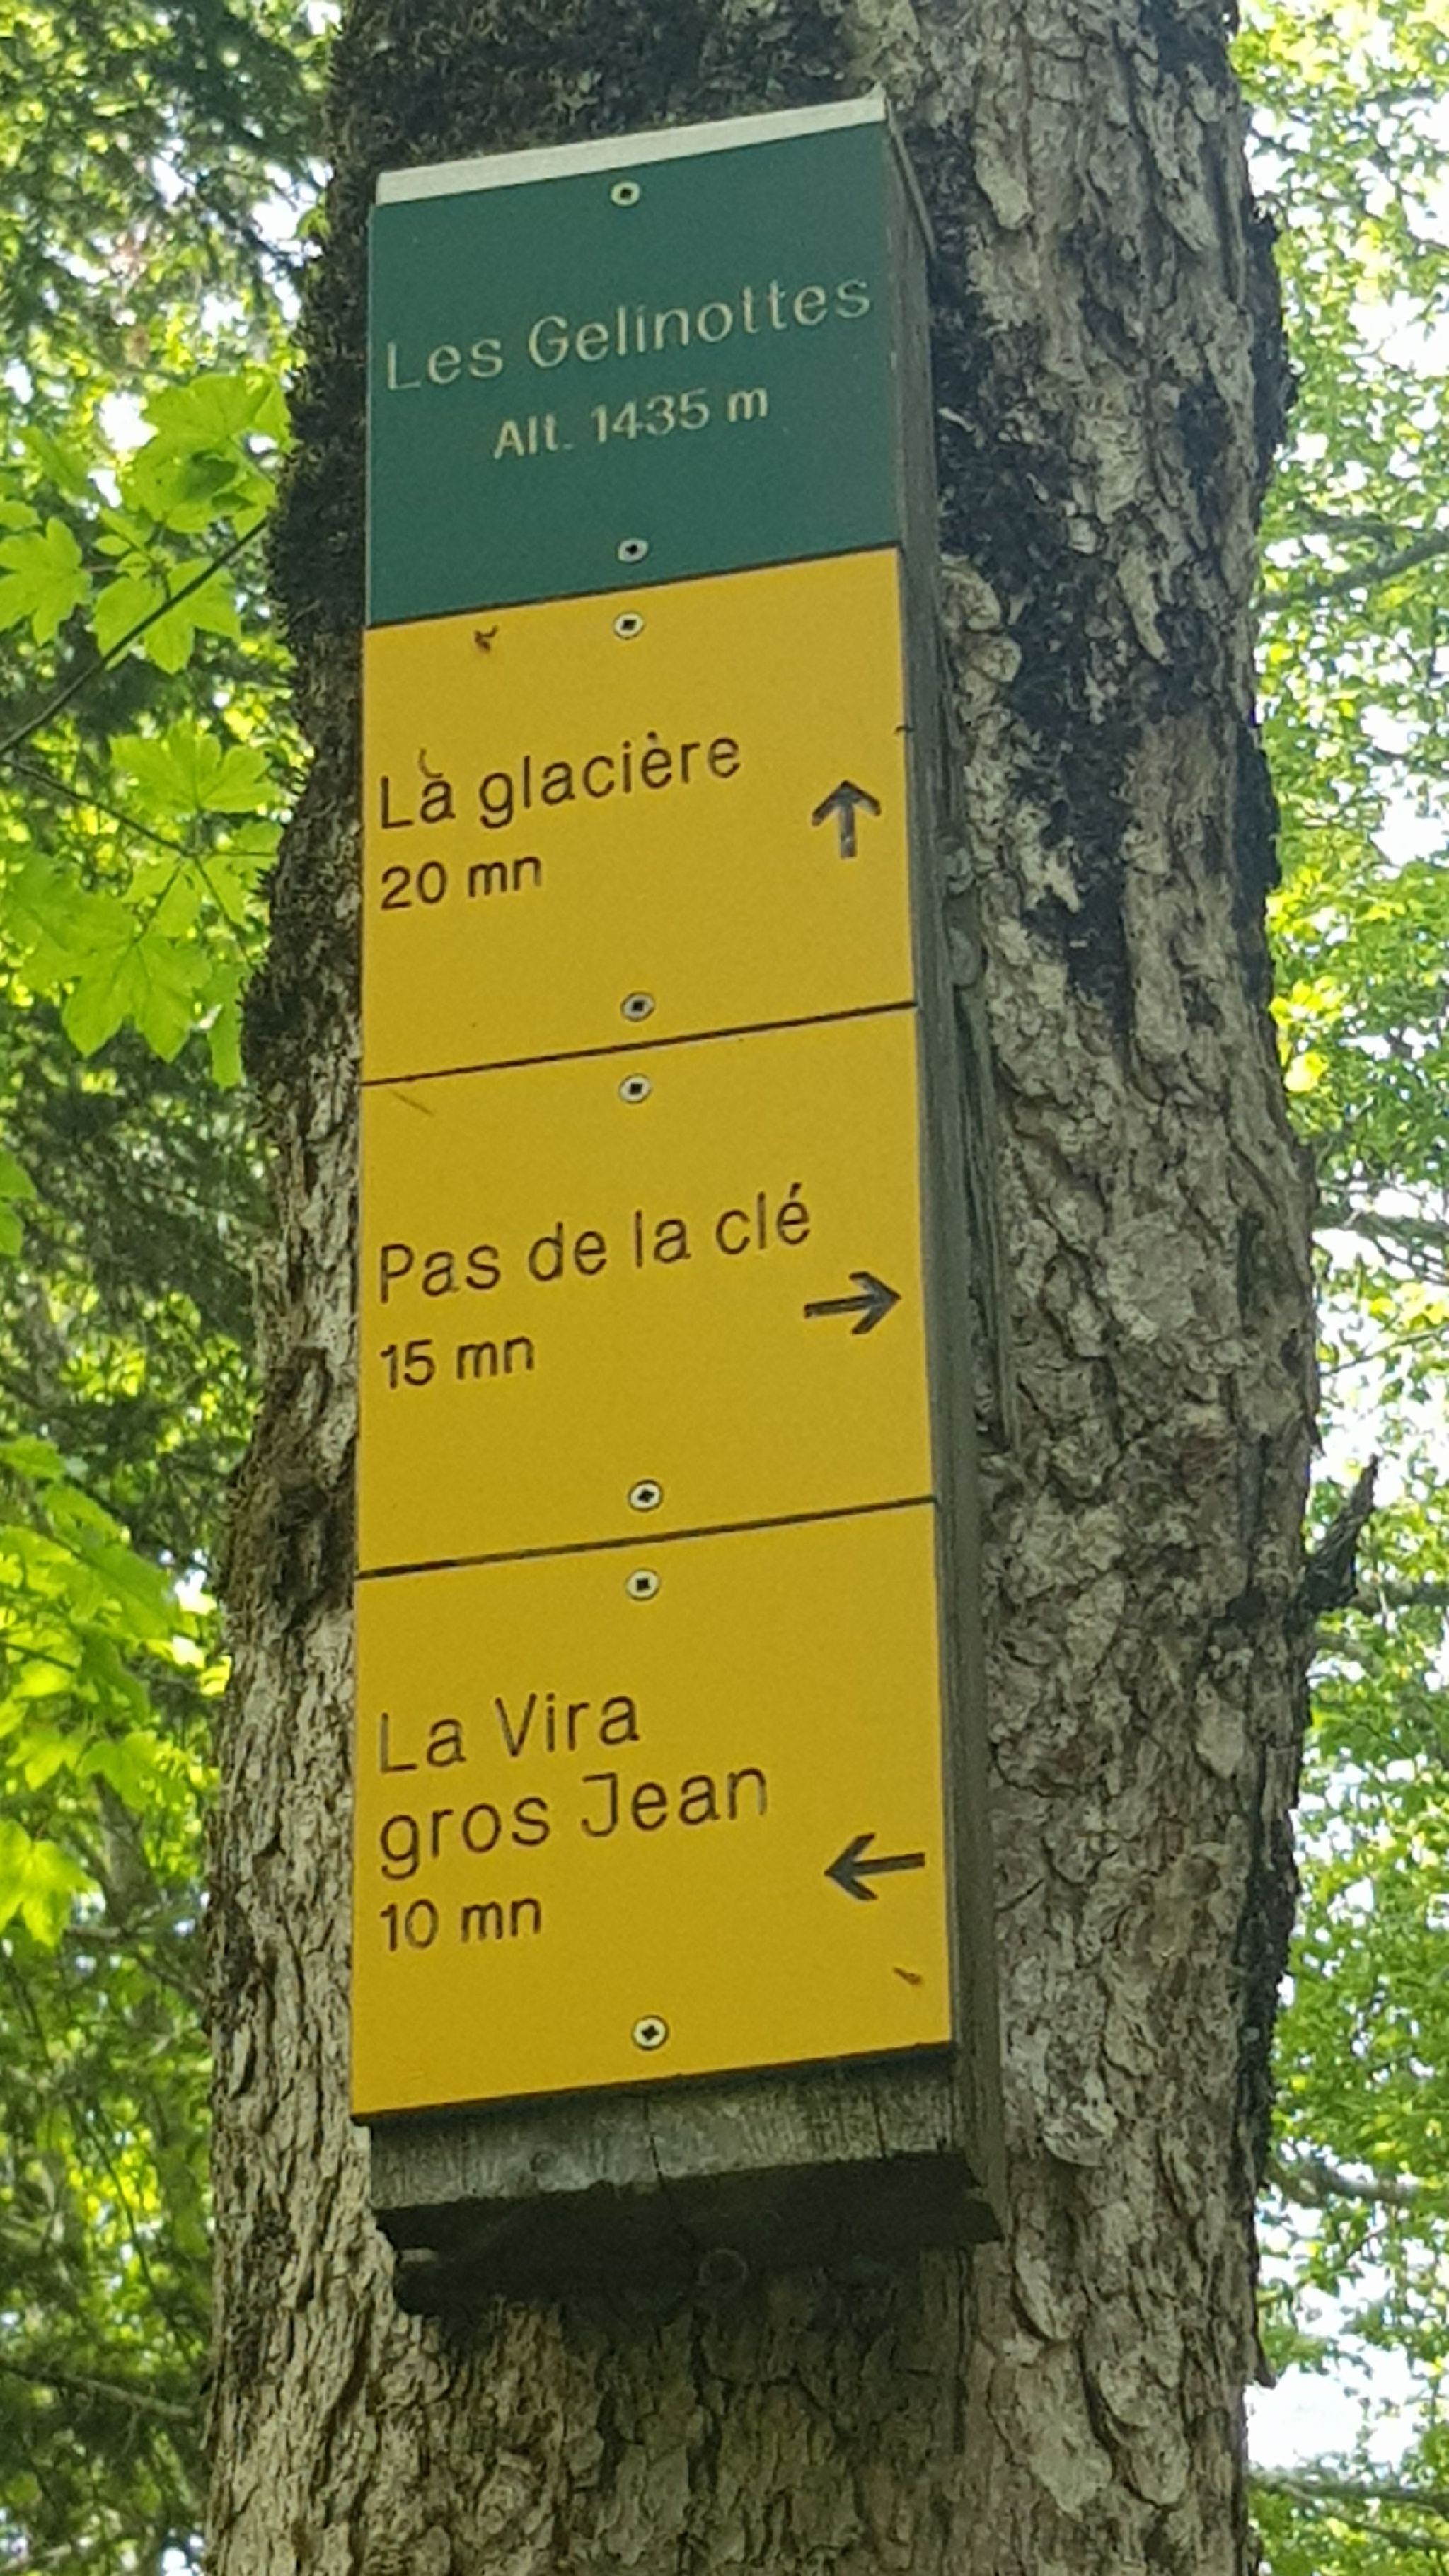 Les Gelinottes
Alt. 1435 m
La glacière
20 mn
Pas de la clé
15 mn
La Vira
gros Jean
10 mn